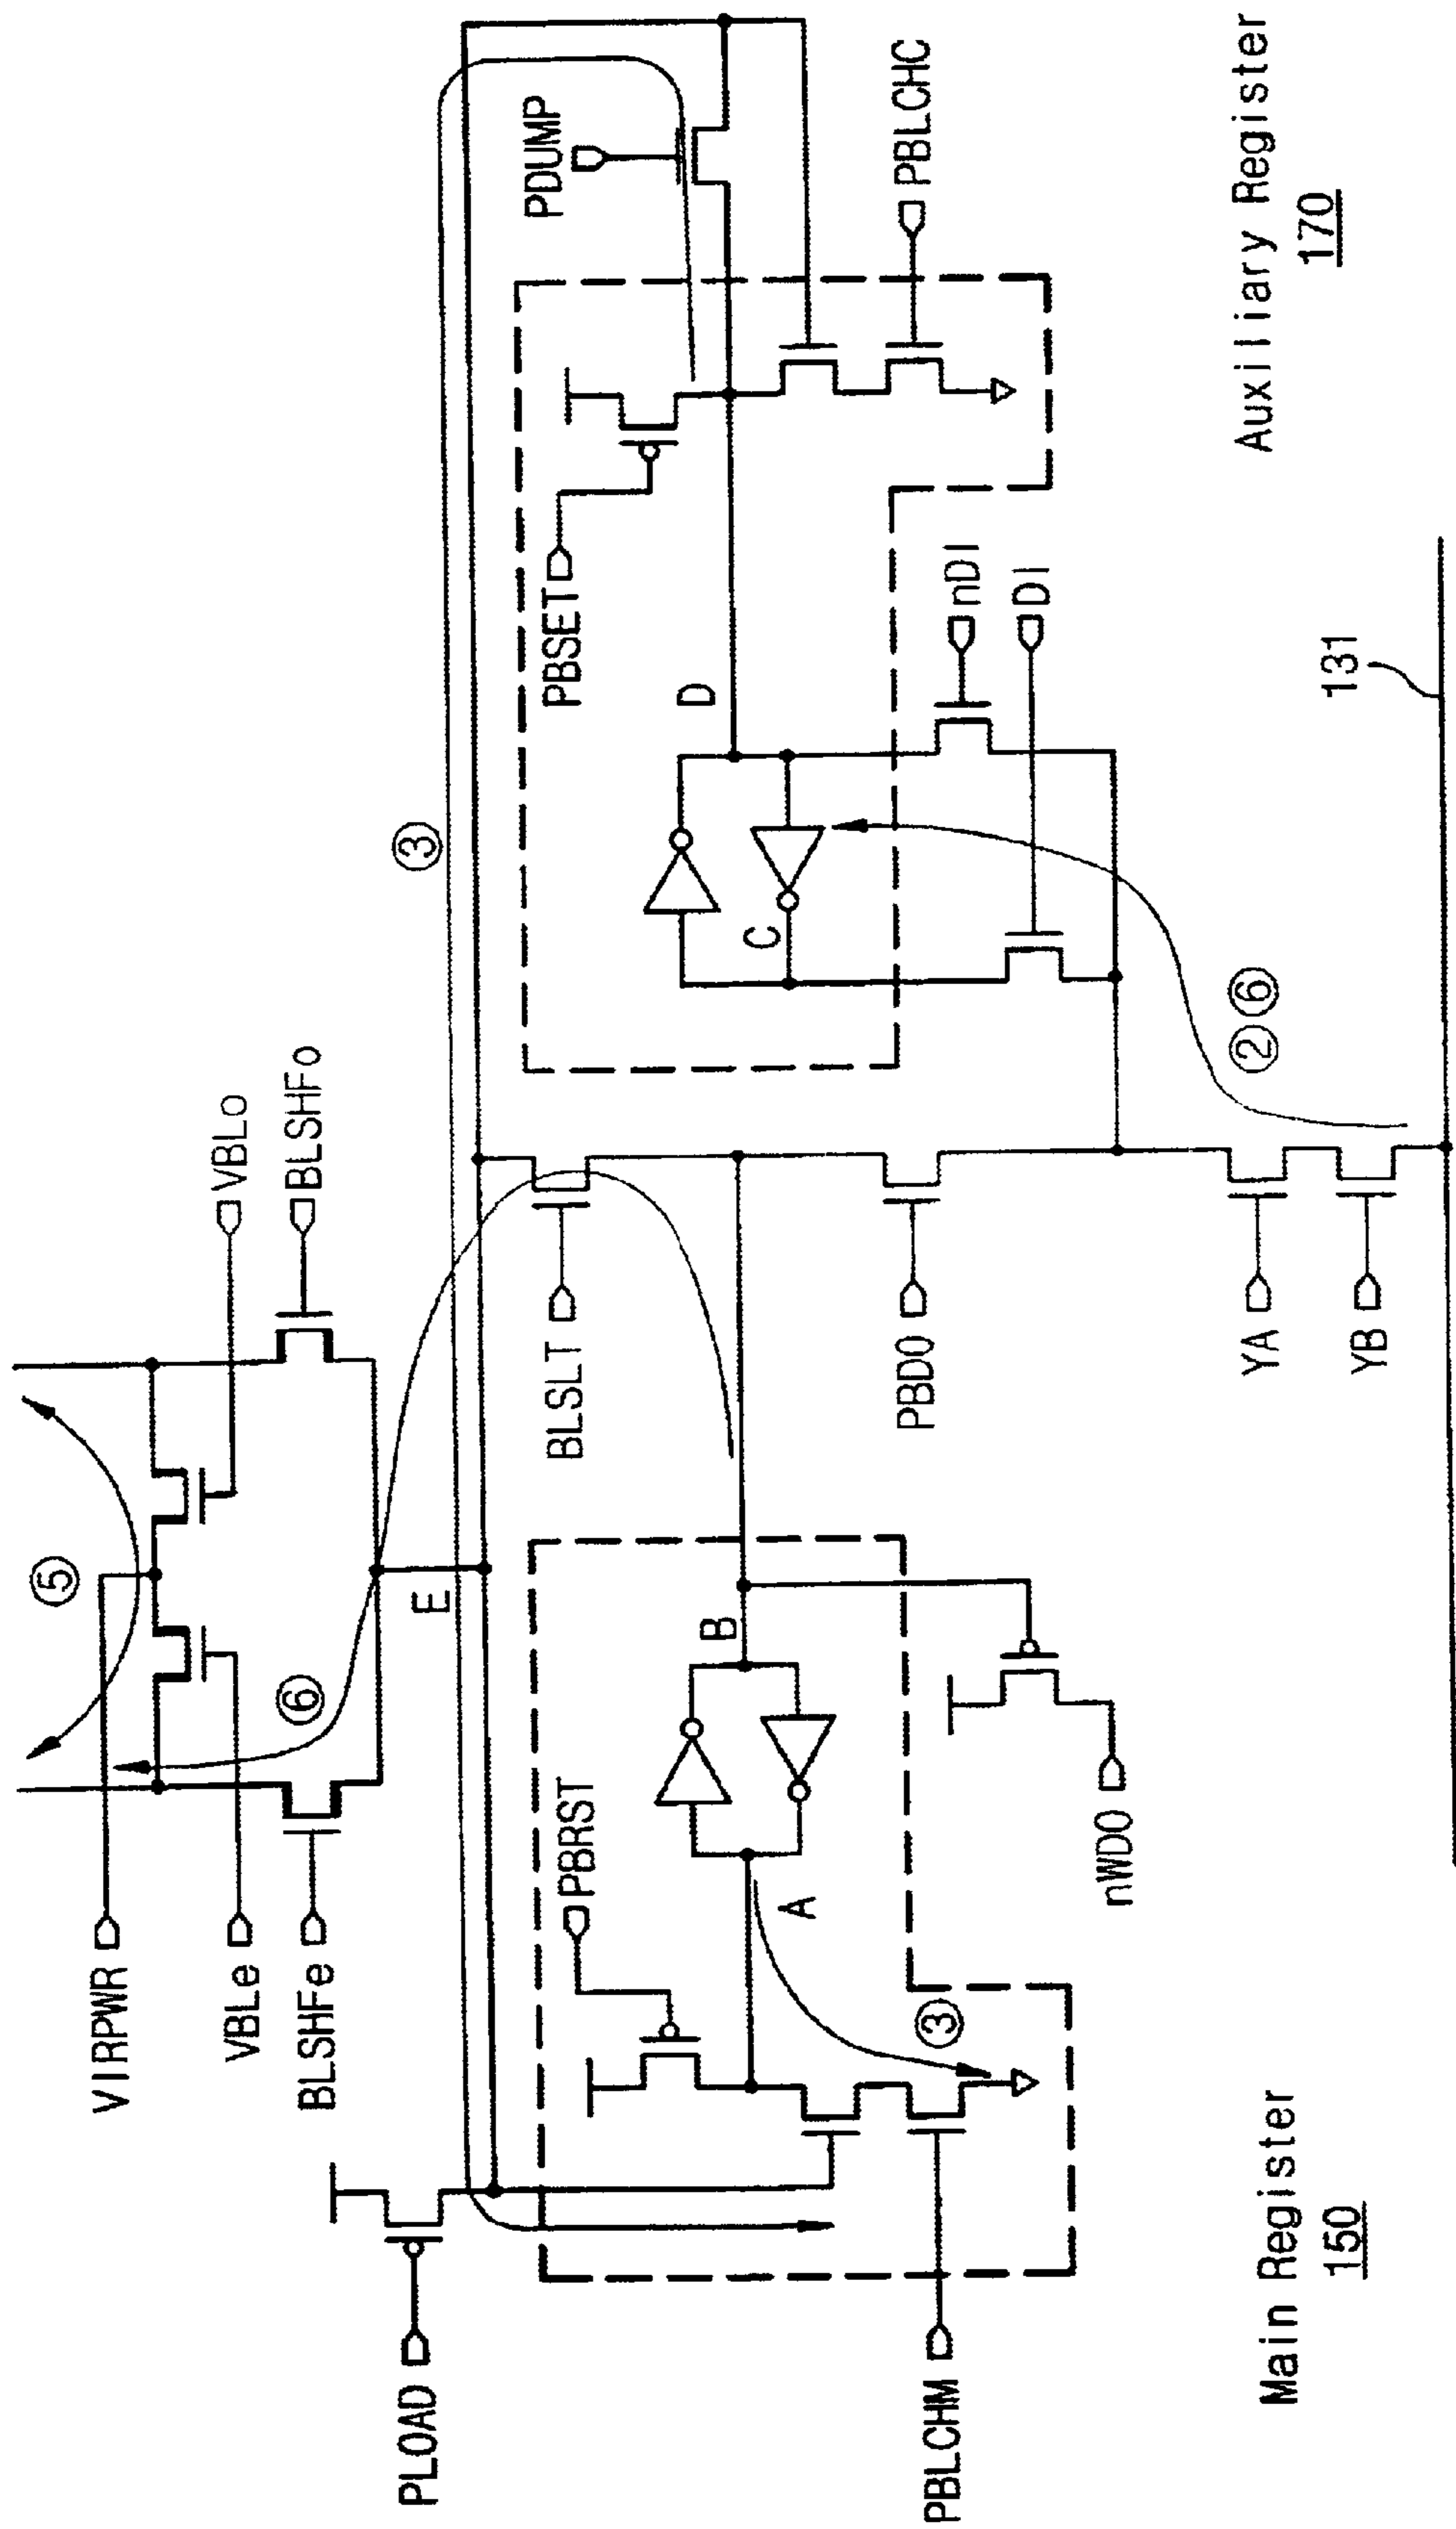 VIRPWR
VBLe
BLSHFe
⑤
⑥
VBLo
BLSHFo
PLOAD
E
③
PDUMP
BLSLT
PBRST
PBSET
B
D
A
C
③
PBLCHM
PBLCHC
PBDO
nDI
DI
nWDO
②⑥
YA
YB
131
Main Register
150
Auxiliary Register
170